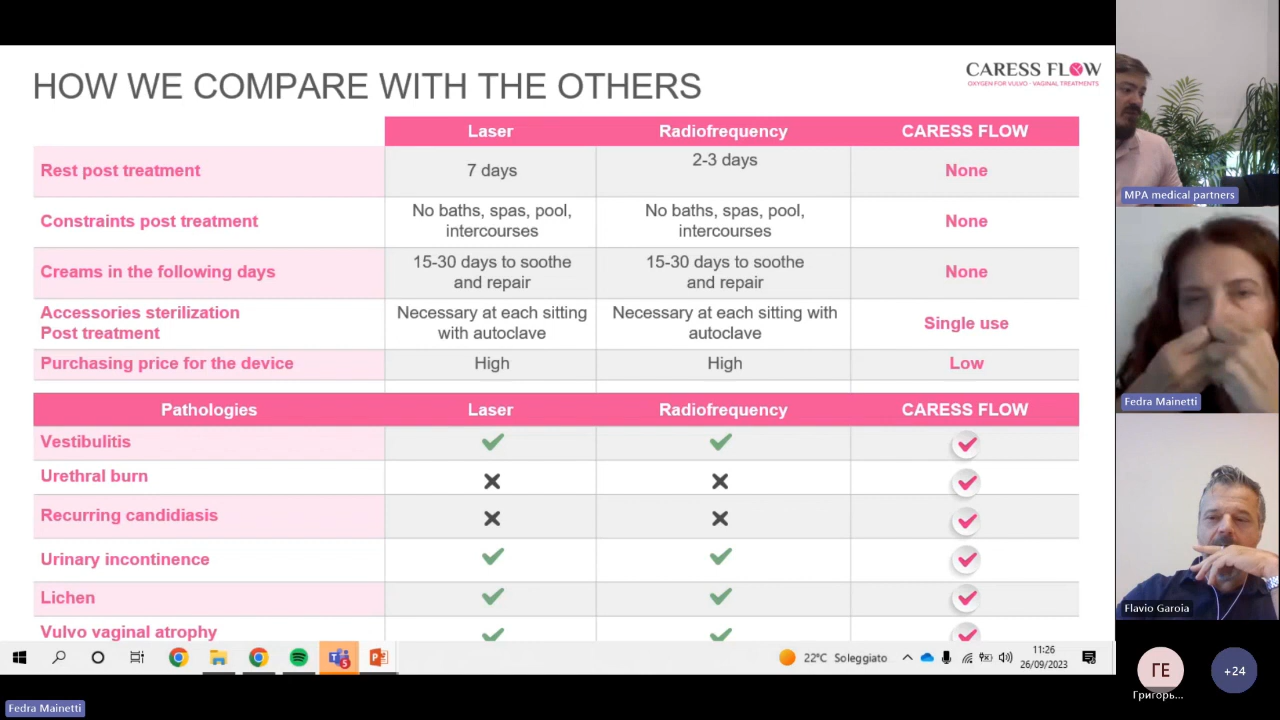 HOW WE COMPARE WITH THE OTHERS
CARESS FLOW
OXYGEN FOR VULVO - VAGINAL TREATMENTS
Laser Radiofrequency CARESS FLOW
Rest post treatment 7 days 2-3 days None
Constraints post treatment No baths, spas, pool, intercourses No baths, spas, pool, intercourses None
Creams in the following days 15-30 days to soothe and repair 15-30 days to soothe and repair None
Accessories sterilization Post treatment Necessary at each sitting with autoclave Necessary at each sitting with autoclave Single use
Purchasing price for the device High High Low
Pathologies Laser Radiofrequency CARESS FLOW
Vestibulitis
Urethral burn
Recurring candidiasis
Urinary incontinence
Lichen
Vulvo vaginal atrophy
22°C Soleggiato
11:26
26/09/2023
5
MPA medical partners
Fedra Mainetti
Flavio Garoia
ГЕ
Григорь...
+24
Fedra Mainetti